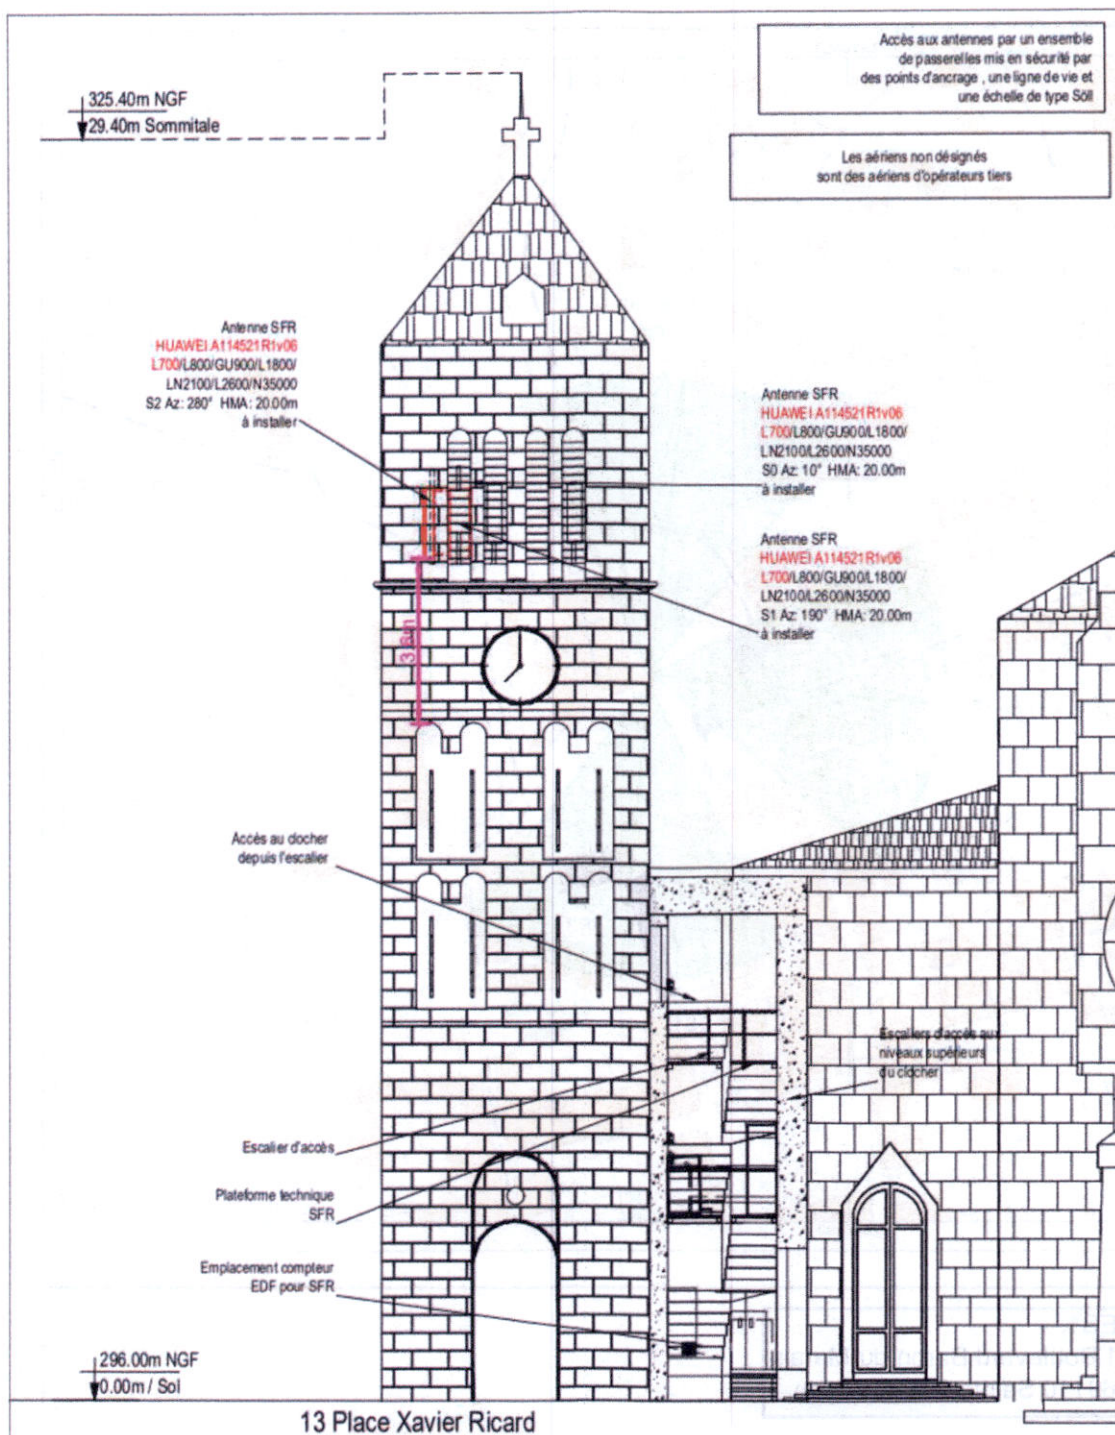 Accès aux antennes par un ensemble
de passerelles mis en sécurité par
des points d'ancrage , une ligne de vie et
une échelle de type Söll
325.40m NGF
29.40m Sommitale
Les aériens non désignés
sont des aériens d'opérateurs tiers
Antenne SFR
HUAWEI A114521R1v06
L700/L800/GU900/L1800/
LN2100/L2600/N35000
S2 Az: 280° HMA: 20.00m
à installer
Antenne SFR
HUAWEI A114521R1v06
L700/L800/GU900/L1800/
LN2100/L2600/N35000
S0 Az: 10° HMA: 20.00m
à installer
Antenne SFR
HUAWEI A114521R1v06
L700/L800/GU900/L1800/
LN2100/L2600/N35000
S1 Az: 190° HMA: 20.00m
à installer
Accès au clocher
depuis l'escalier
Escaliers d'accès aux
niveaux supérieurs
du clocher
Escalier d'accès
Plateforme technique
SFR
Emplacement compteur
EDF pour SFR
296.00m NGF
0.00m / Sol
13 Place Xavier Ricard